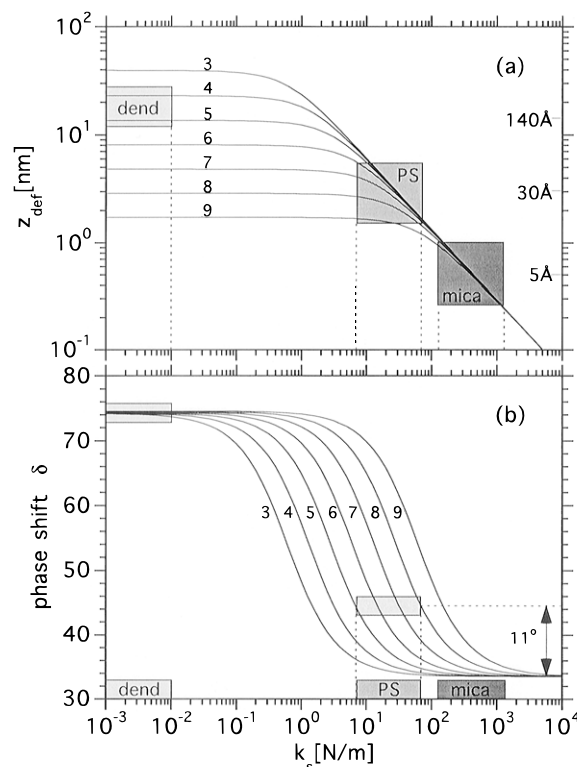 10²
(a)
3
4
dend
5
140Å
10¹
6
PS
7
30Å
8
9
z_def[nm]
10⁰
5Å
mica
10⁻¹
80
(b)
70
60
3 4 5 6 7 8 9
phase shift δ
50
40
11°
dend
PS
mica
30
10⁻³ 10⁻² 10⁻¹ 10⁰ 10¹ 10² 10³ 10⁴
k_s[N/m]